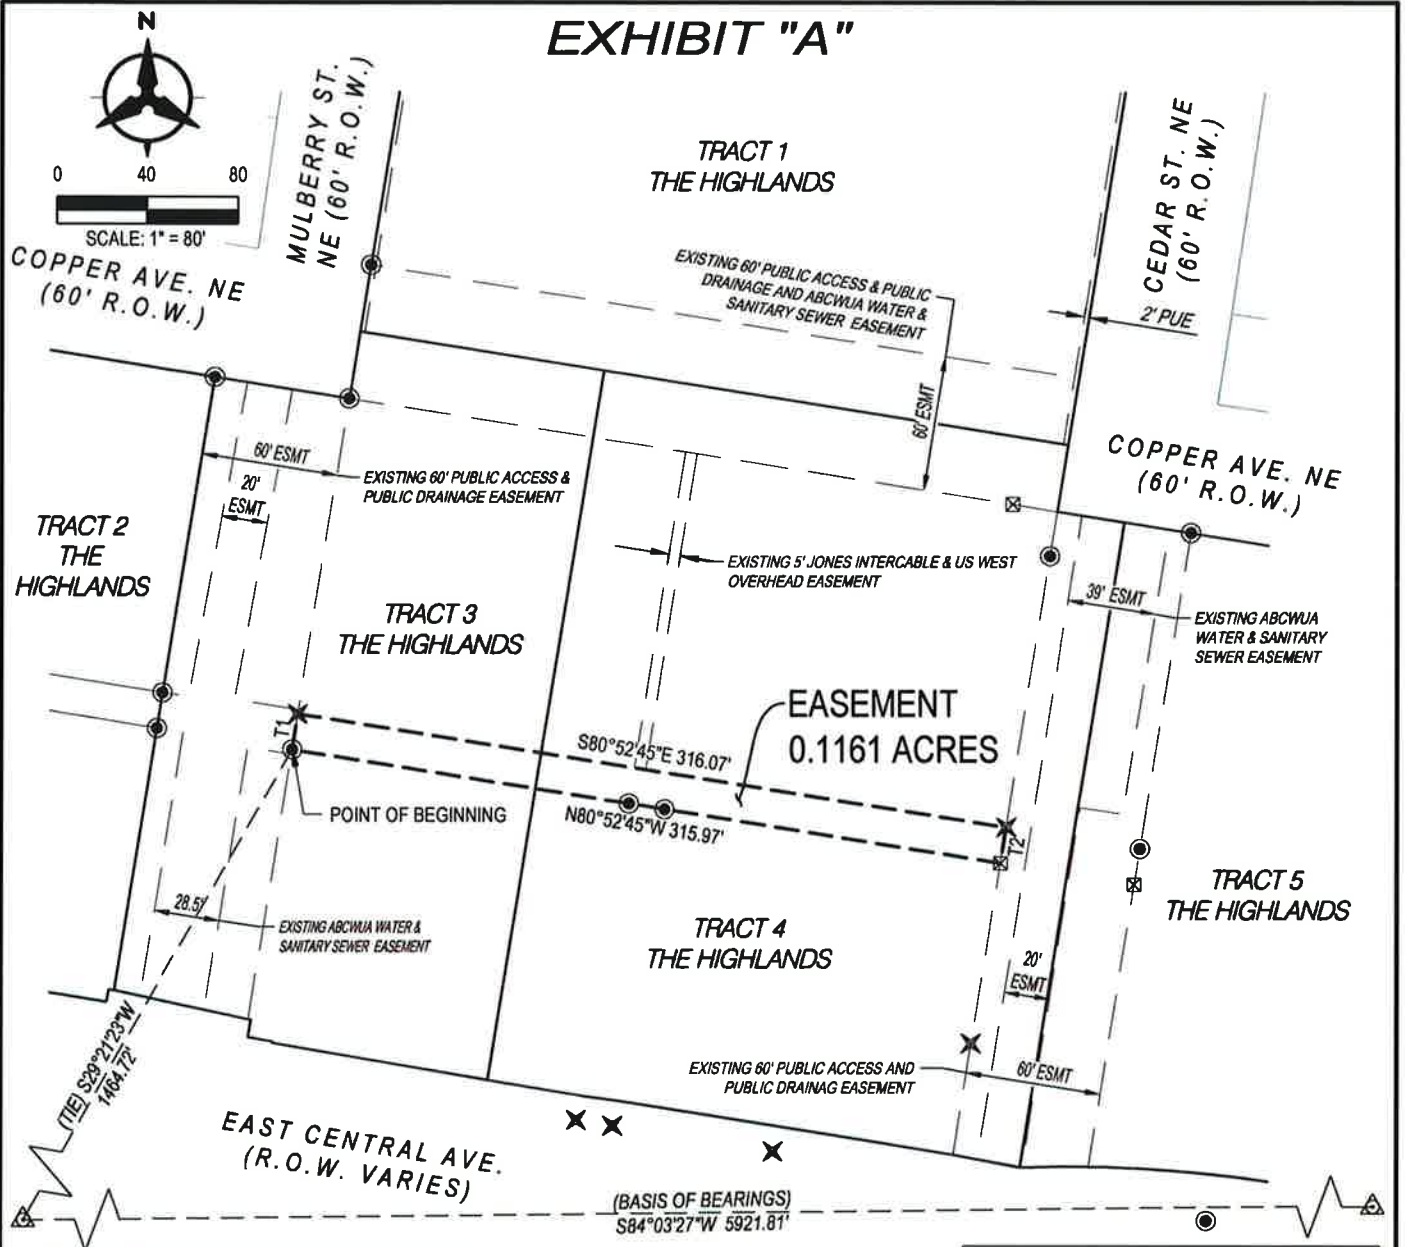 EXHIBIT "A"
N
0 40 80
SCALE: 1" = 80'
MULBERRY ST.
NE (60' R.O.W.)
COPPER AVE. NE
(60' R.O.W.)
TRACT 1
THE HIGHLANDS
CEDAR ST. NE
(60' R.O.W.)
EXISTING 60' PUBLIC ACCESS & PUBLIC
DRAINAGE AND ABCWUA WATER &
SANITARY SEWER EASEMENT
2' PUE
60' ESMT
COPPER AVE. NE
(60' R.O.W.)
60' ESMT
EXISTING 60' PUBLIC ACCESS &
PUBLIC DRAINAGE EASEMENT
20'
ESMT
TRACT 2
THE
HIGHLANDS
EXISTING 5' JONES INTERCABLE & US WEST
OVERHEAD EASEMENT
39' ESMT
EXISTING ABCWUA
WATER & SANITARY
SEWER EASEMENT
TRACT 3
THE HIGHLANDS
EASEMENT
0.1161 ACRES
T1
S80°52'45"E 316.07'
N80°52'45"W 315.97'
T2
POINT OF BEGINNING
28.5'
EXISTING ABCWUA WATER &
SANITARY SEWER EASEMENT
TRACT 4
THE HIGHLANDS
TRACT 5
THE HIGHLANDS
20'
ESMT
(TIE) S29°21'23"W
1464.72'
EXISTING 60' PUBLIC ACCESS AND
PUBLIC DRAINAG EASEMENT
60' ESMT
EAST CENTRAL AVE.
(R.O.W. VARIES)
(BASIS OF BEARINGS)
S84°03'27"W 5921.81'